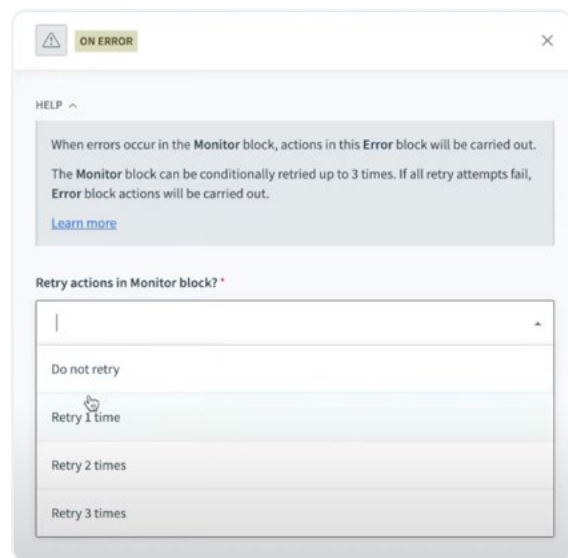 ON ERROR
HELP
When errors occur in the Monitor block, actions in this Error block will be carried out.
The Monitor block can be conditionally retried up to 3 times. If all retry attempts fail,
Error block actions will be carried out.
Learn more
Retry actions in Monitor block? *
Do not retry
Retry 1 time
Retry 2 times
Retry 3 times